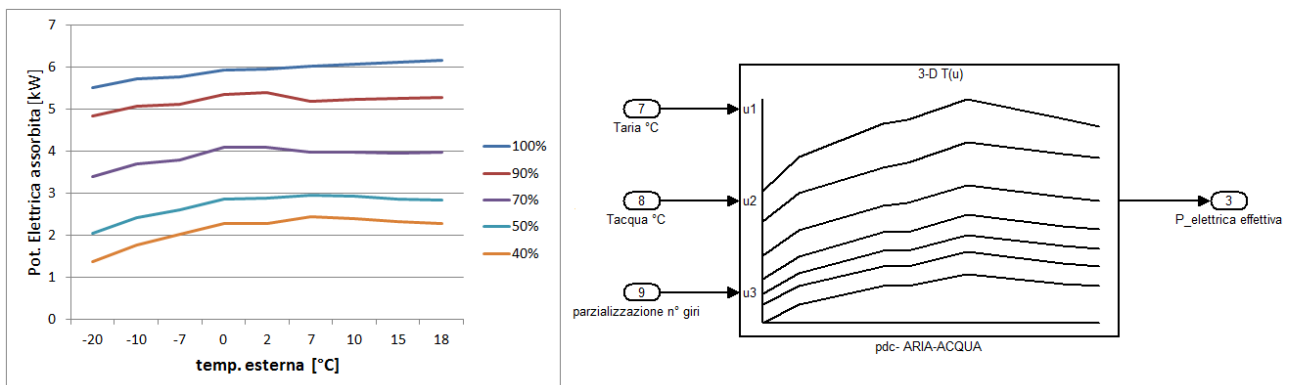 Pot. Elettrica assorbita [kW]
7
6
5
4
3
2
1
0
-20 -10 -7 0 2 7 10 15 18
temp. esterna [°C]
100%
90%
70%
50%
40%
3-D T(u)
7
Taria °C
u1
8
Tacqua °C
u2
9
parzializzazione n° giri
u3
3
P_elettrica effettiva
pdc- ARIA-ACQUA